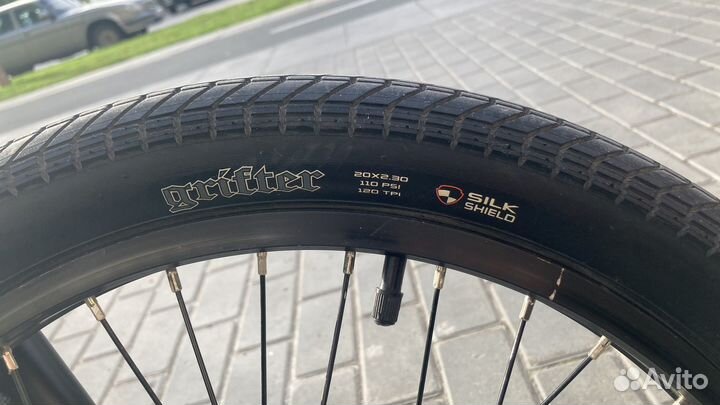 grifter
20X2.30
110 PSI
120 TPI
SILK
SHIELD
Avito